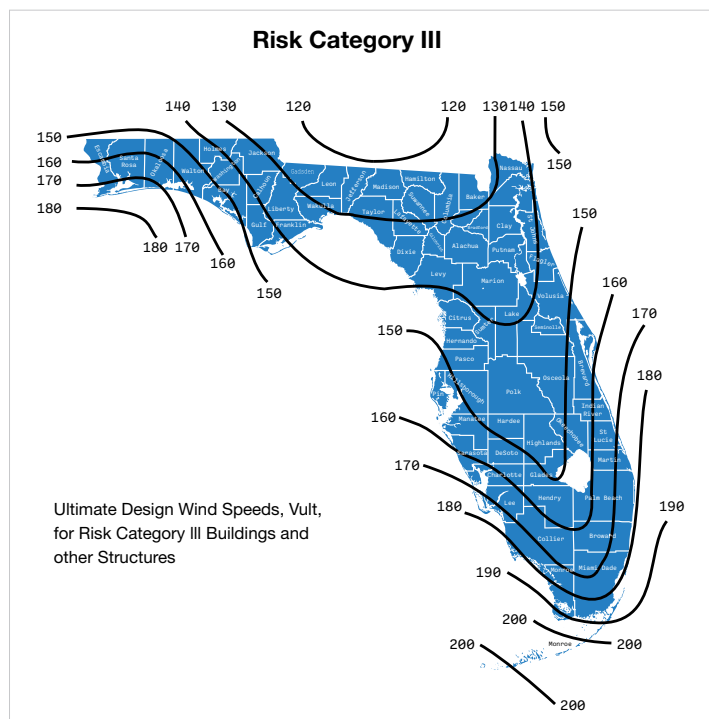 Risk Category III
140 130 120 120 130 140 150
150
160
170
180
180
170
160
150
150
150
160
170
180
190
150
160
170
180
190
200
200
200
200
Escambia
Santa
Rosa
Okaloosa
Walton
Holmes
Washington
Bay
Jackson
Calhoun
Gulf
Liberty
Franklin
Gadsden
Leon
Wakulla
Jefferson
Madison
Taylor
Hamilton
Suwannee
Lafayette
Dixie
Columbia
Baker
Bradford
Nassau
Clay
St Johns
Alachua
Putnam
Flagler
Levy
Marion
Volusia
Citrus
Sumter
Lake
Seminole
Hernando
Pasco
Hillsborough
Pin
Polk
Osceola
Brevard
Indian
River
Manatee
Hardee
Highlands
Okeechobee
St
Lucie
Sarasota
DeSoto
Martin
Charlotte
Glades
Lee
Hendry
Palm Beach
Collier
Broward
Monroe
Miami Dade
Monroe
Ultimate Design Wind Speeds, Vult,
for Risk Category III Buildings and
other Structures